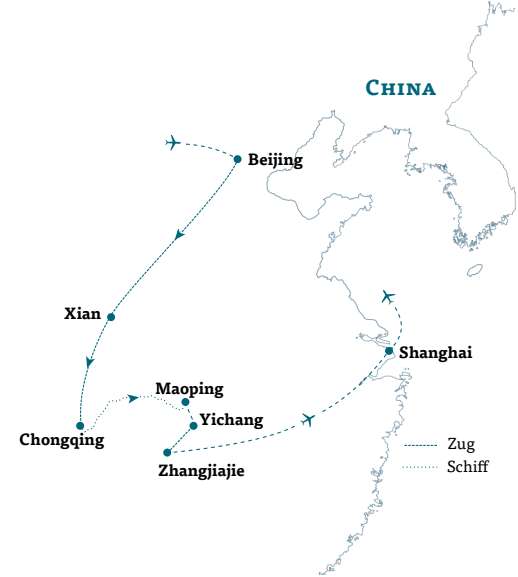 CHINA
Beijing
Xian
Shanghai
Maoping
Yichang
Chongqing
Zhangjiajie
Zug
Schiff